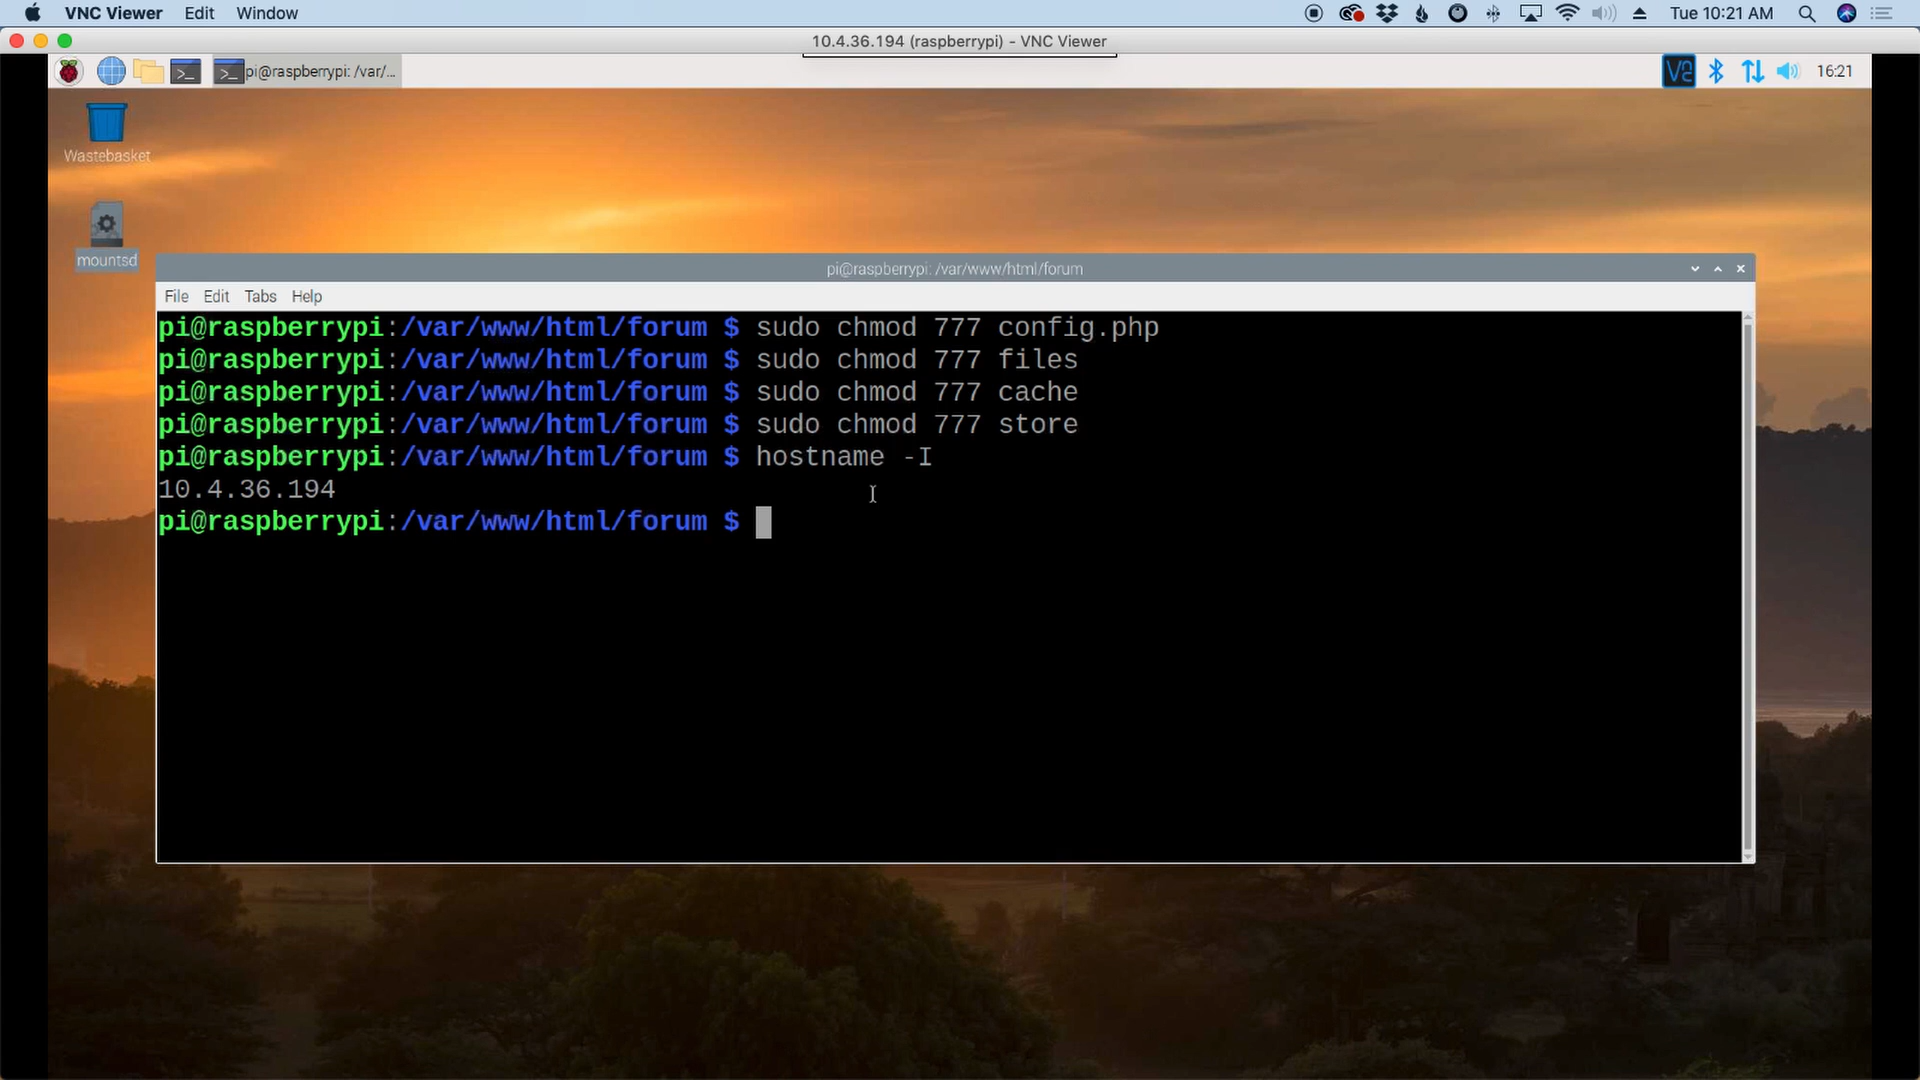 VNC Viewer Edit Window Tue 10:21 AM
10.4.36.194 (raspberrypi) - VNC Viewer
pi@raspberrypi: /var/... 16:21
Wastebasket
mountsd
pi@raspberrypi: /var/www/html/forum
File Edit Tabs Help
pi@raspberrypi:/var/www/html/forum $ sudo chmod 777 config.php
pi@raspberrypi:/var/www/html/forum $ sudo chmod 777 files
pi@raspberrypi:/var/www/html/forum $ sudo chmod 777 cache
pi@raspberrypi:/var/www/html/forum $ sudo chmod 777 store
pi@raspberrypi:/var/www/html/forum $ hostname -I
10.4.36.194
pi@raspberrypi:/var/www/html/forum $